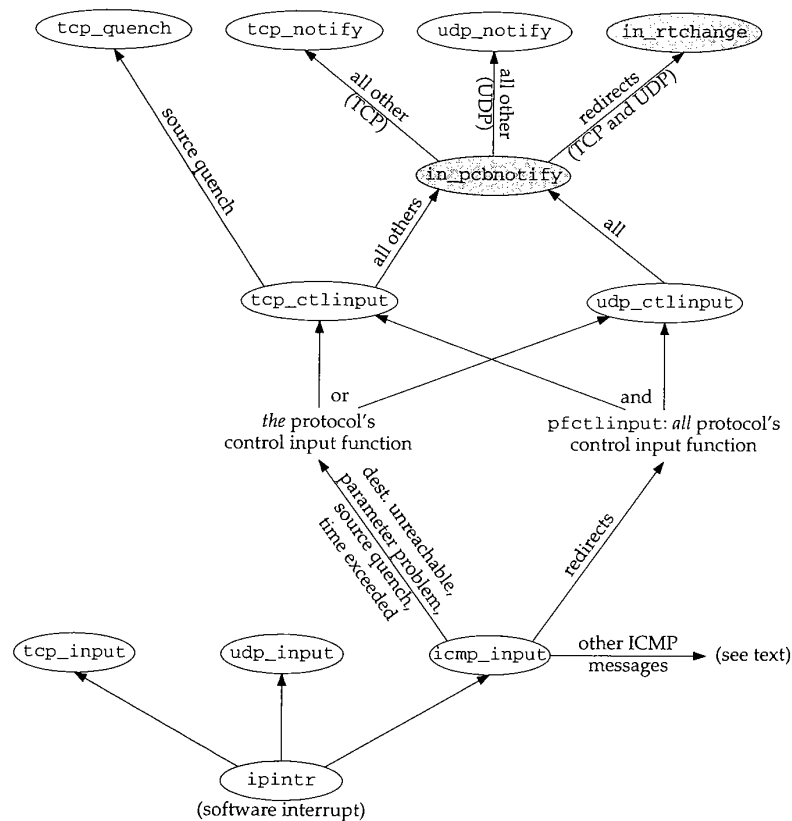 tcp_quench
tcp_notify
udp_notify
in_rtchange
source quench
all other
(TCP)
all other
(UDP)
redirects
(TCP and UDP)
in_pcbnotify
all others
all
tcp_ctlinput
udp_ctlinput
or
and
the protocol's
control input function
pfctlinput: all protocol's
control input function
dest. unreachable,
parameter problem,
source quench,
time exceeded
redirects
tcp_input
udp_input
icmp_input
other ICMP
messages
(see text)
ipintr
(software interrupt)